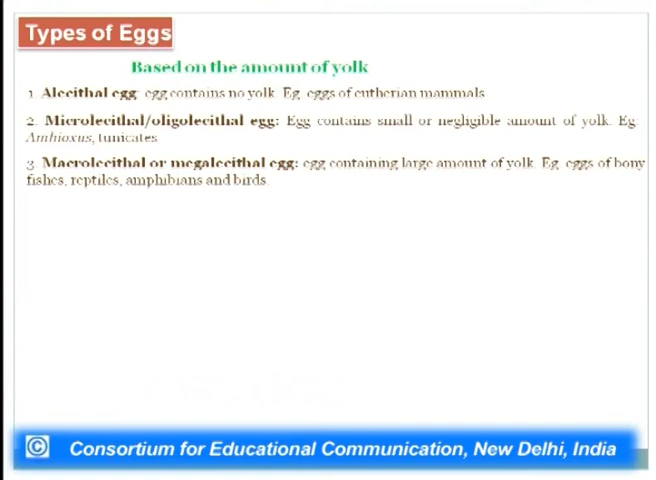 Types of Eggs
Based on the amount of yolk
1. Alecithal egg: egg contains no yolk. Eg. eggs of eutherian mammals
2. Microlecithal/oligolecithal egg: Egg contains small or negligible amount of yolk. Eg:
Amhioxus, tunicates
3. Macrolecithal or megalecithal egg: egg containing large amount of yolk. Eg. eggs of bony
fishes, reptiles, amphibians and birds.
© Consortium for Educational Communication, New Delhi, India